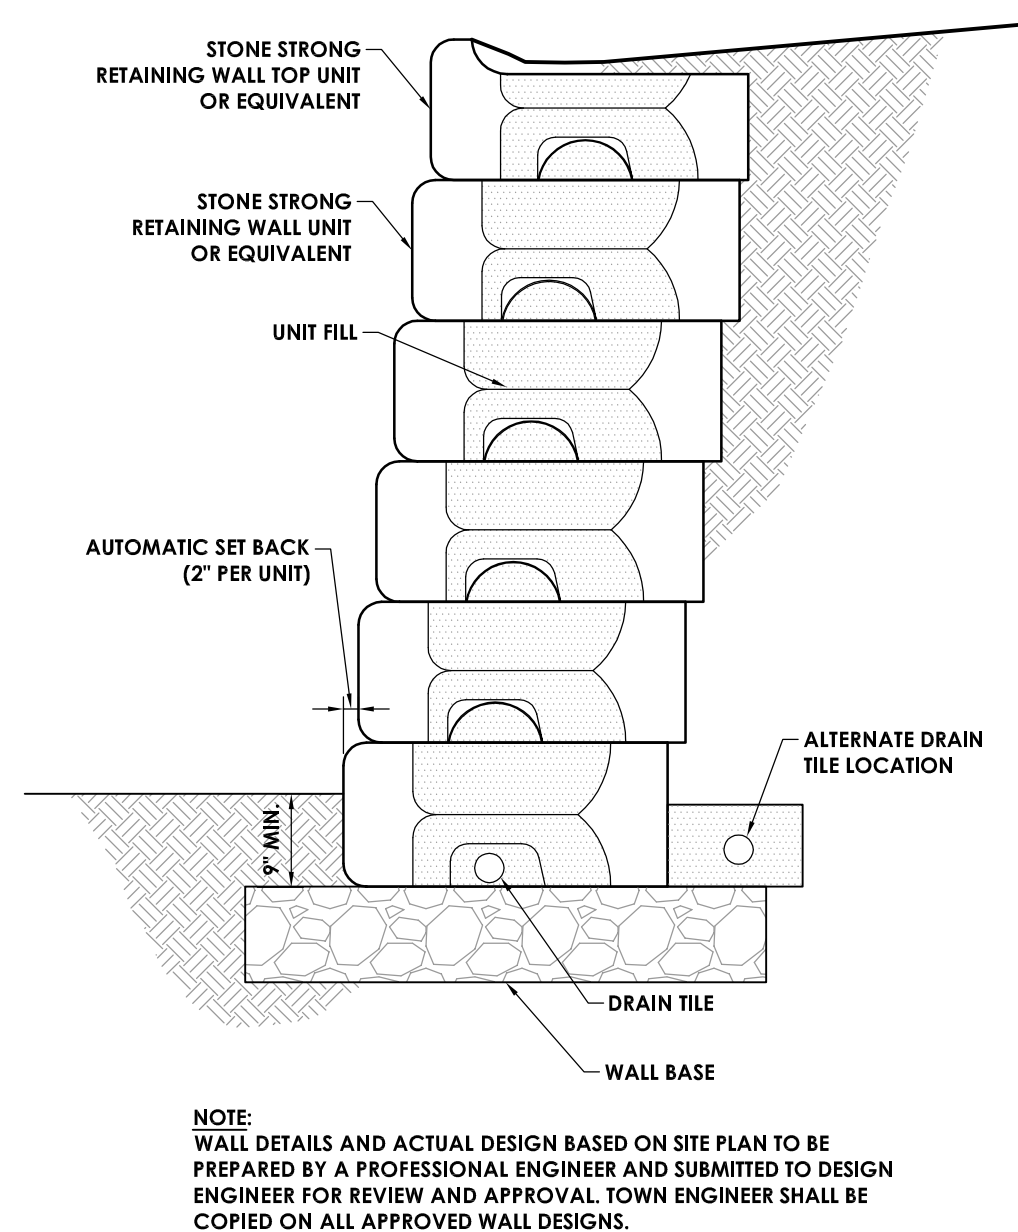 STONE STRONG
RETAINING WALL TOP UNIT
OR EQUIVALENT
STONE STRONG
RETAINING WALL UNIT
OR EQUIVALENT
UNIT FILL
AUTOMATIC SET BACK
(2" PER UNIT)
ALTERNATE DRAIN
TILE LOCATION
9" MIN.
DRAIN TILE
WALL BASE
NOTE:
WALL DETAILS AND ACTUAL DESIGN BASED ON SITE PLAN TO BE
PREPARED BY A PROFESSIONAL ENGINEER AND SUBMITTED TO DESIGN
ENGINEER FOR REVIEW AND APPROVAL. TOWN ENGINEER SHALL BE
COPIED ON ALL APPROVED WALL DESIGNS.